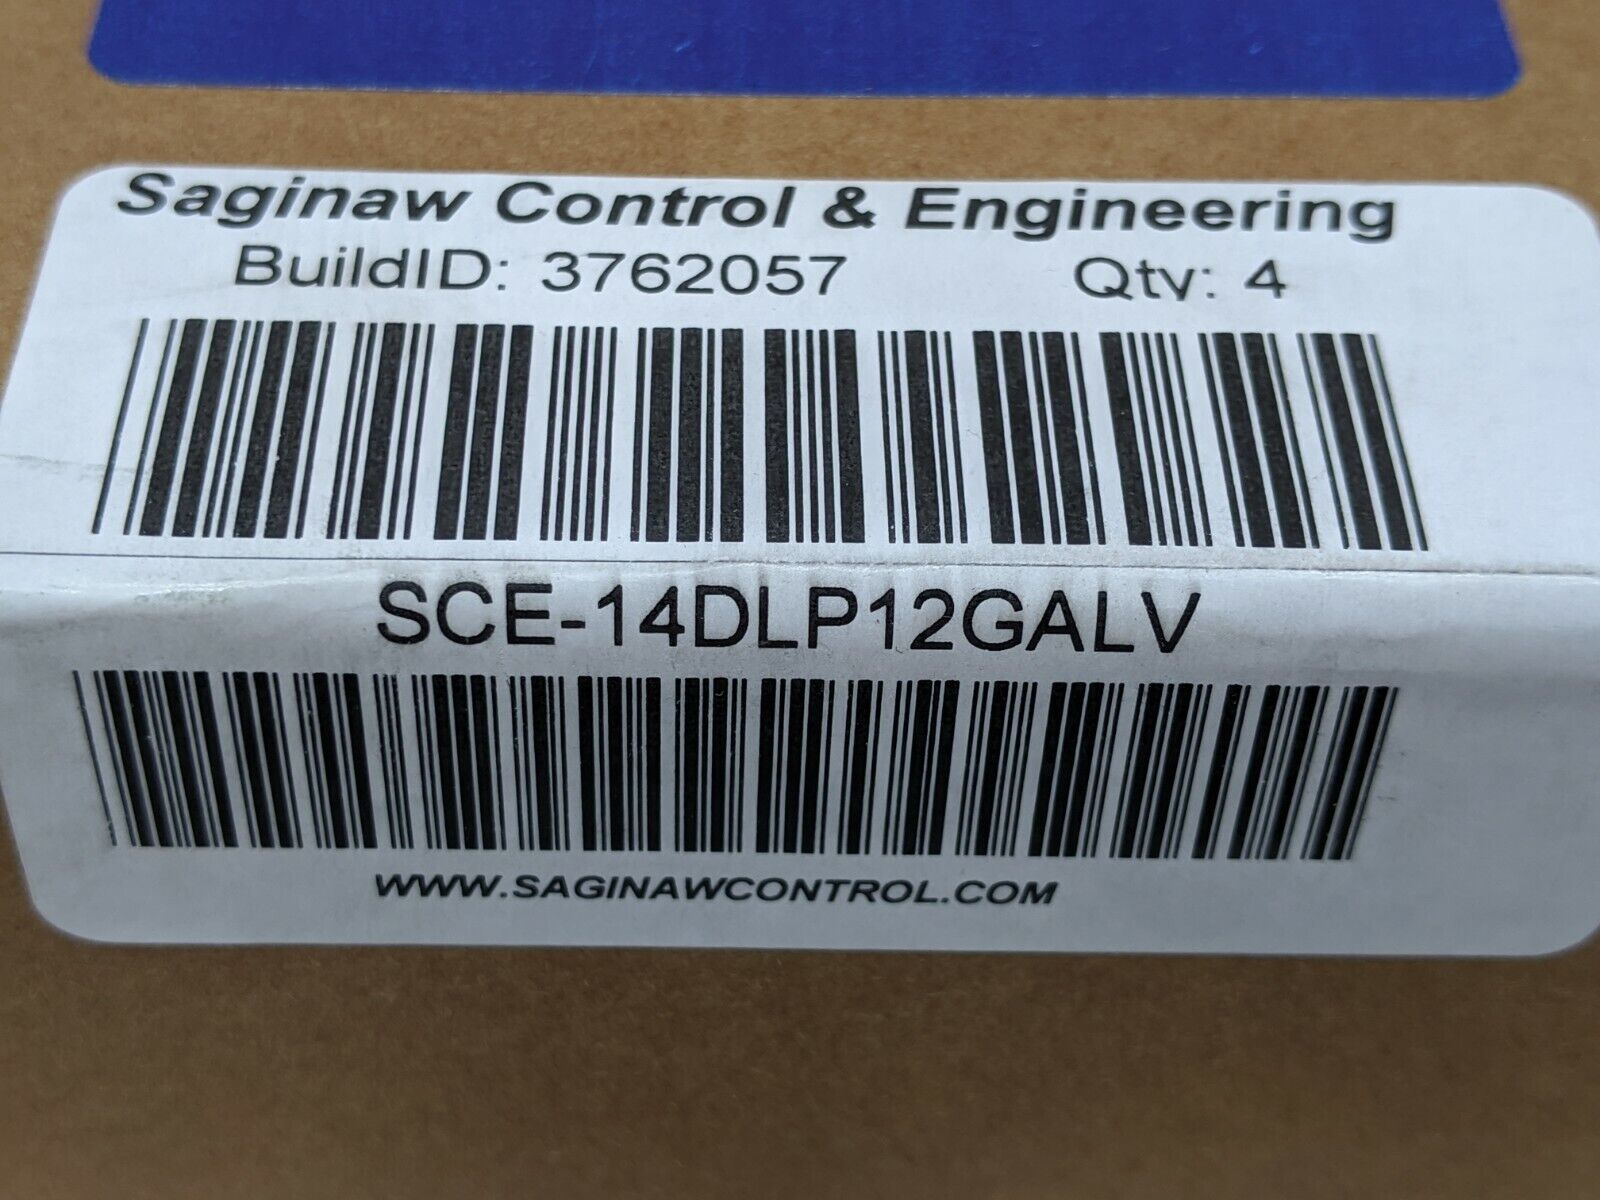 Saginaw Control & Engineering
BuildID: 3762057 Qty: 4
SCE-14DLP12GALV
WWW.SAGINAWCONTROL.COM